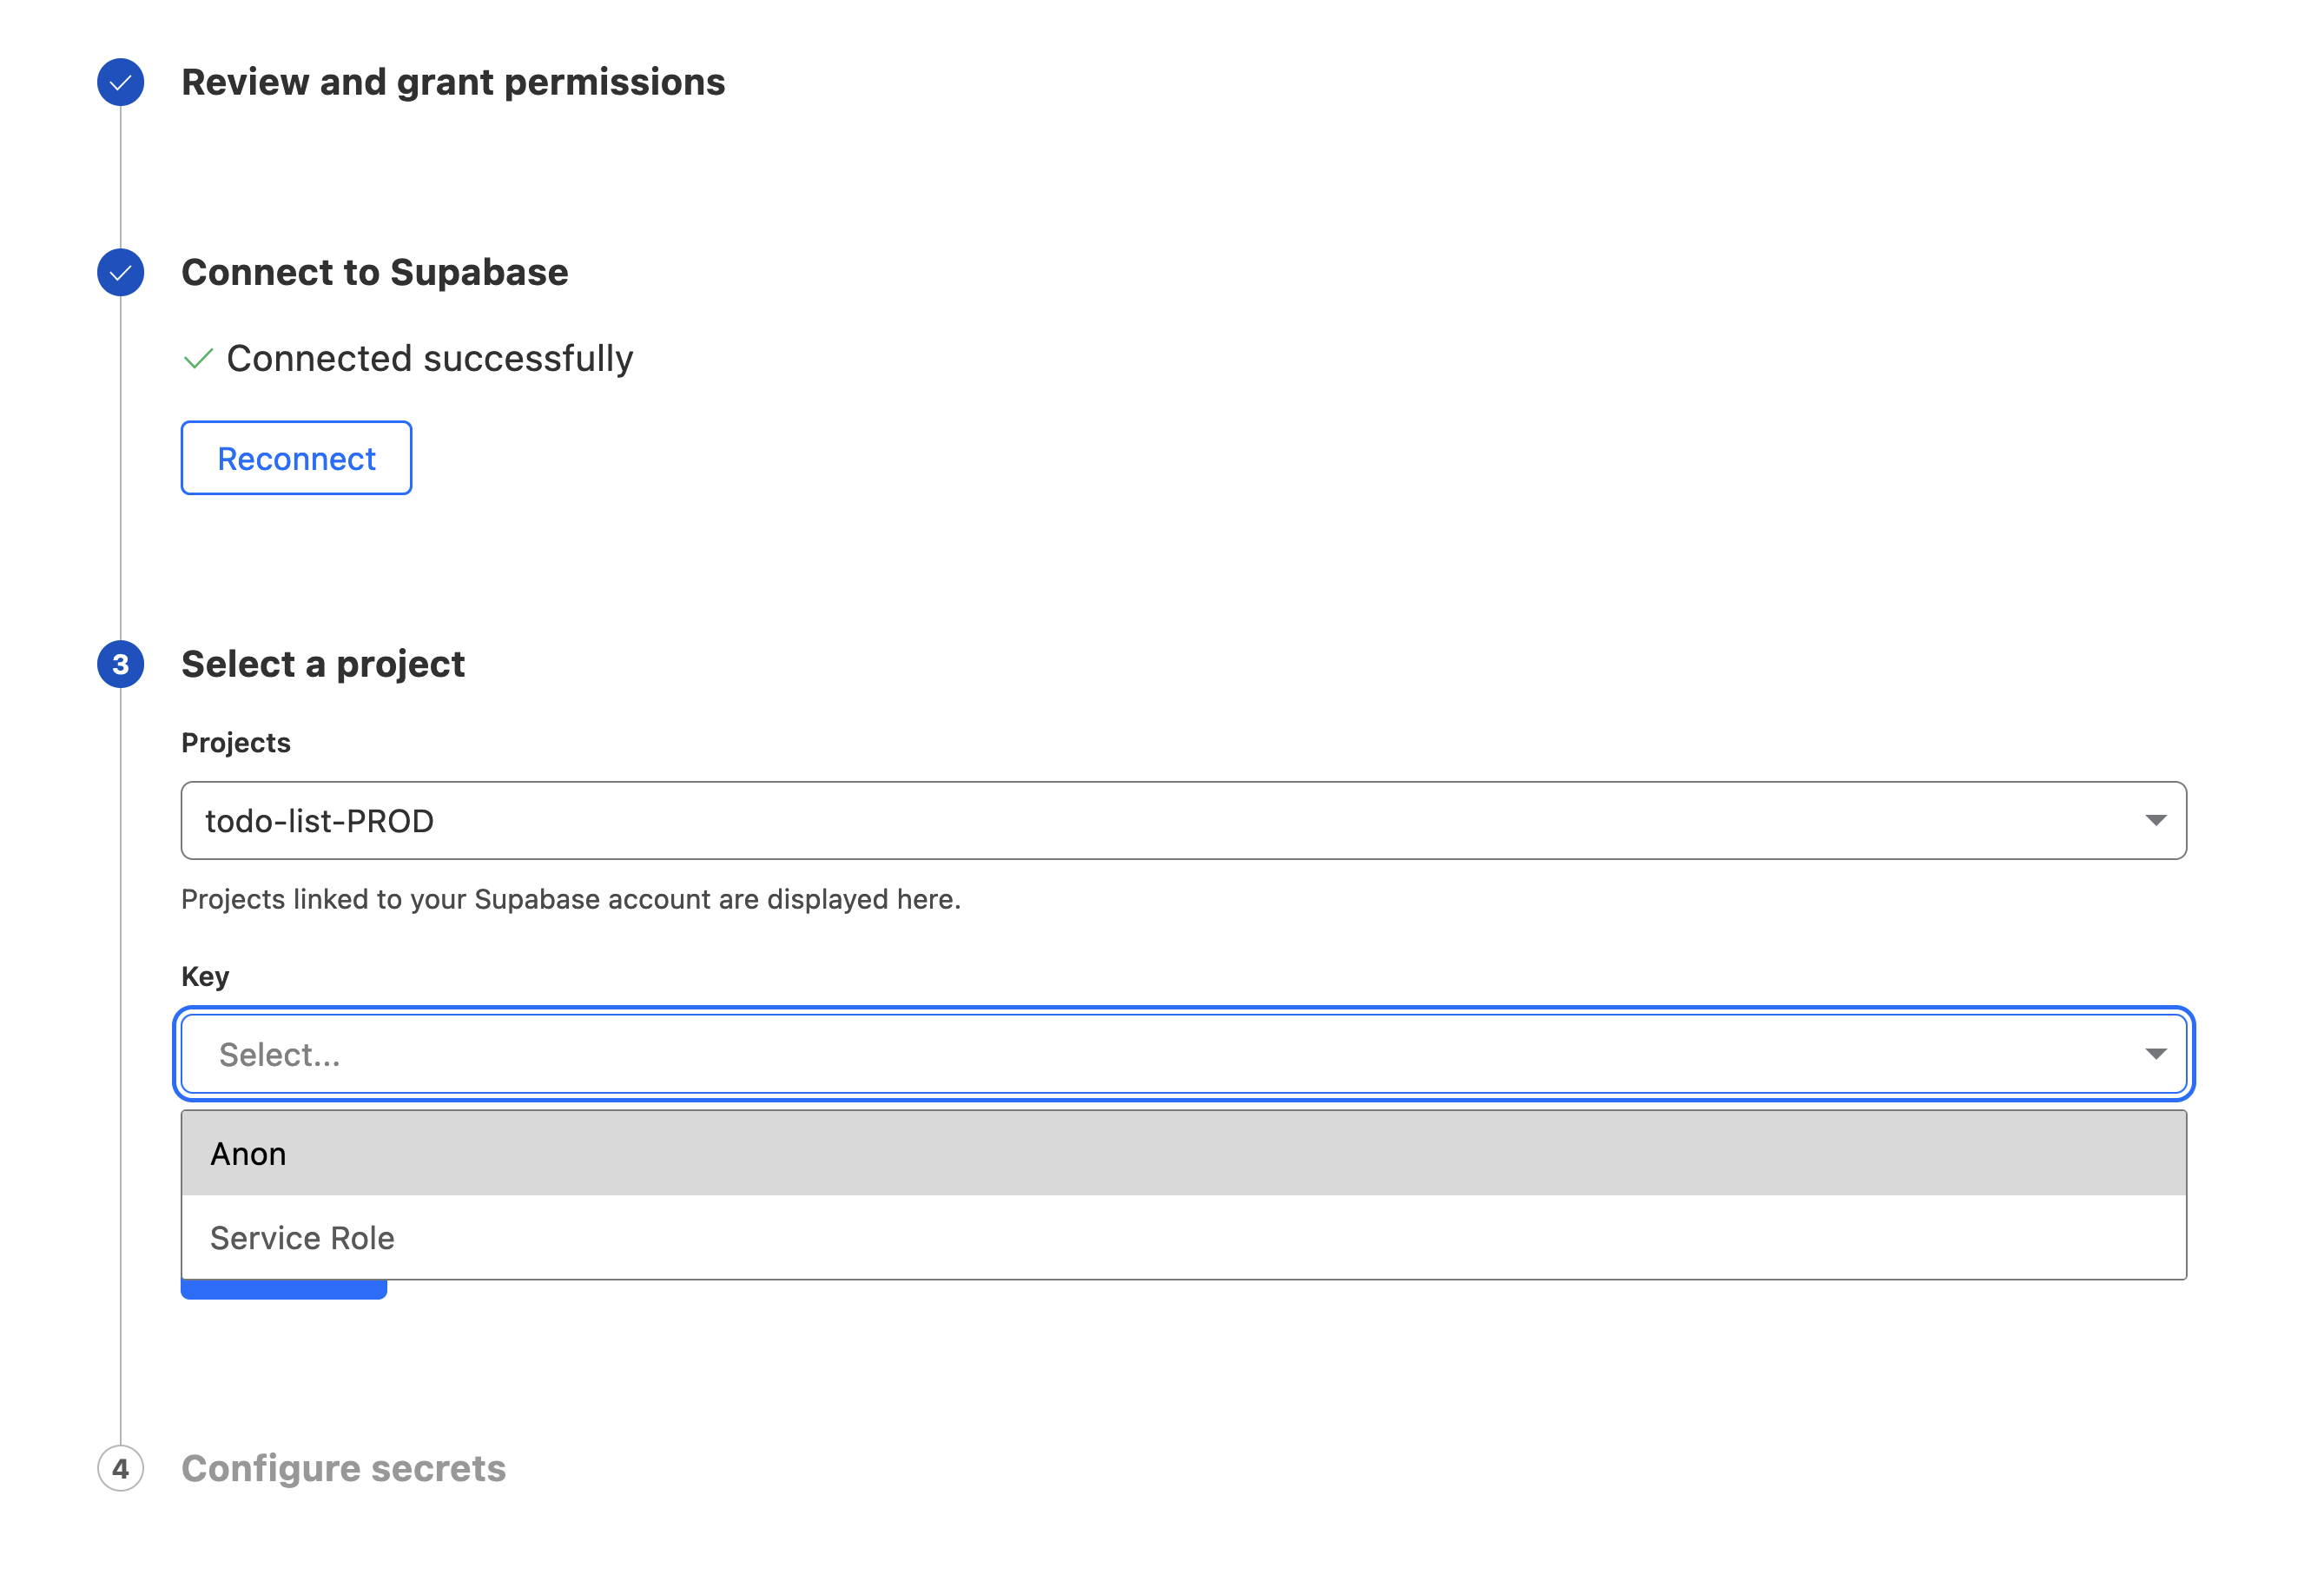 Review and grant permissions
Connect to Supabase
Connected successfully
Reconnect
3
Select a project
Projects
todo-list-PROD
Projects linked to your Supabase account are displayed here.
Key
Select...
Anon
Service Role
4
Configure secrets